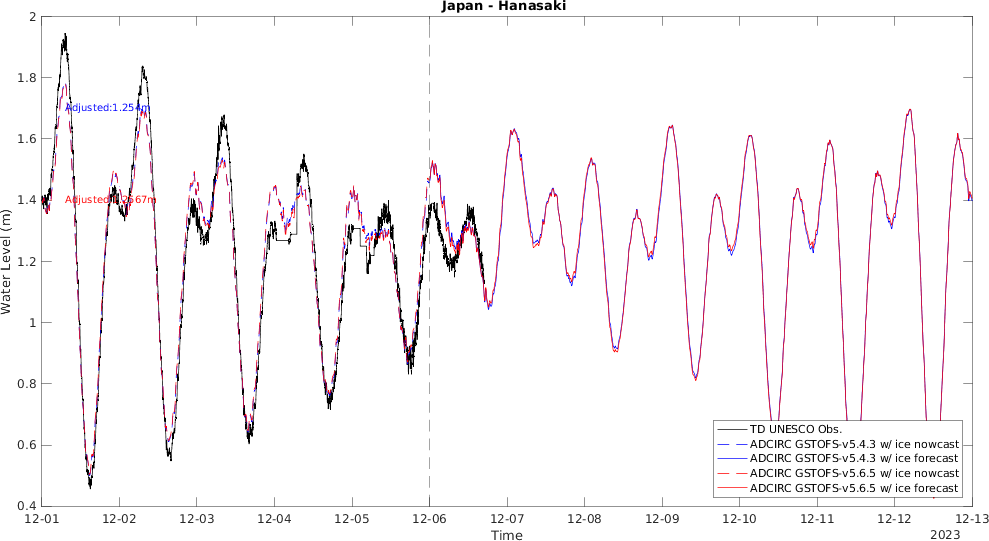 Japan - Hanasaki
2
1.8
1.6
1.4
1.2
1
0.8
0.6
0.4
Water Level (m)
Adjusted:1.254m
12-01
12-02
12-03
12-04
12-05
12-06
12-07
12-08
12-09
12-10
12-11
12-12
12-13
Time
2023
TD UNESCO Obs.
ADCIRC GSTOFS-v5.4.3 w/ ice nowcast
ADCIRC GSTOFS-v5.4.3 w/ ice forecast
ADCIRC GSTOFS-v5.6.5 w/ ice nowcast
ADCIRC GSTOFS-v5.6.5 w/ ice forecast